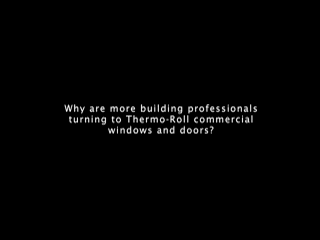 Why are more building professionals
turning to Thermo-Roll commercial
windows and doors?